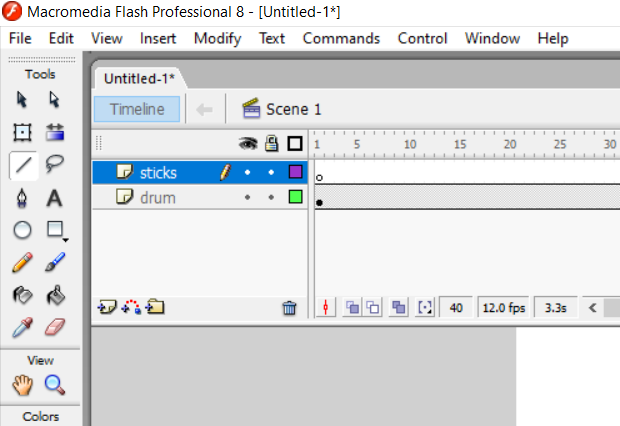 Macromedia Flash Professional 8 - [Untitled-1*]
File Edit View Insert Modify Text Commands Control Window Help
Tools
Untitled-1*
Timeline Scene 1
1 5 10 15 20 25 30
sticks
drum
A
40 12.0 fps 3.3s
View
Colors